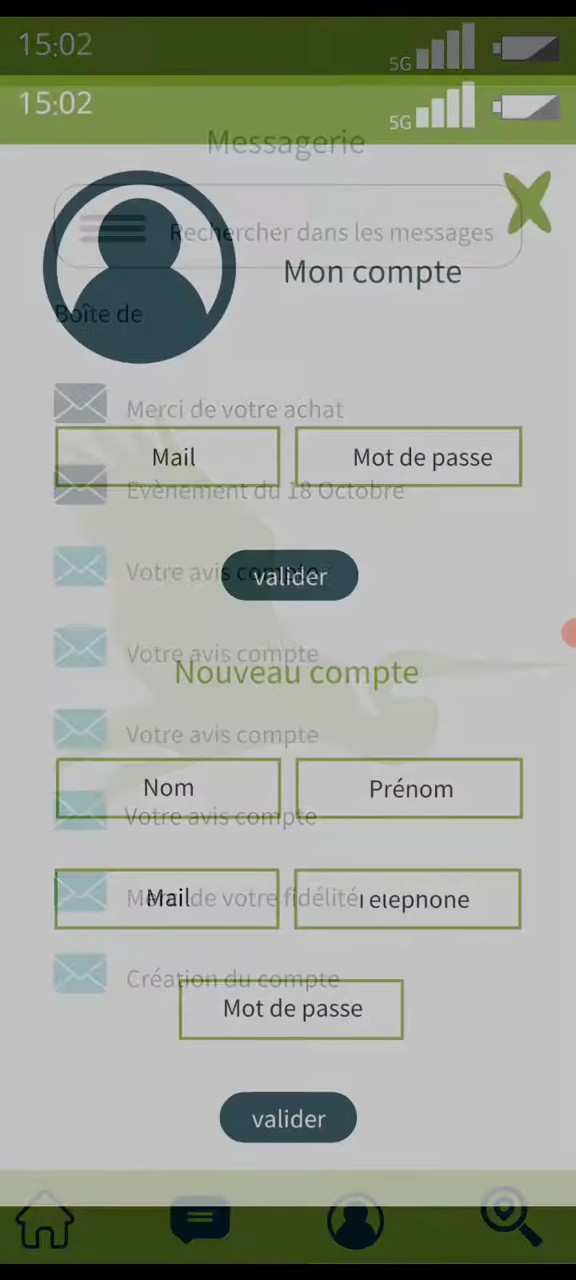 15:02
5G
15:02
5G
Messagerie
Rechercher dans les messages
Mon compte
Boîte de
Merci de votre achat
Mail
Mot de passe
Evènement du 18 Octobre
Votre avis compte
valider
Votre avis compte
Nouveau compte
Votre avis compte
Nom
Prénom
Votre avis compte
Mail
Merci de votre fidélité
Telephone
Création du compte
Mot de passe
valider